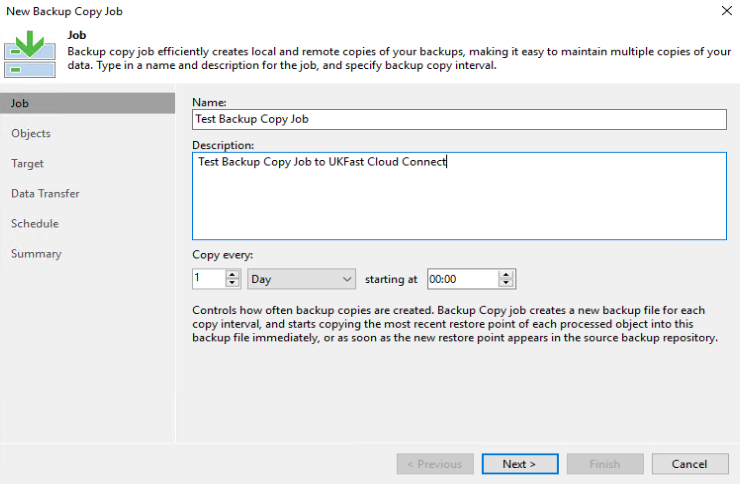 New Backup Copy Job
Job
Backup copy job efficiently creates local and remote copies of your backups, making it easy to maintain multiple copies of your
data. Type in a name and description for the job, and specify backup copy interval.
Job
Objects
Target
Data Transfer
Schedule
Summary
Name:
Test Backup Copy Job
Description:
Test Backup Copy Job to UKFast Cloud Connect
Copy every:
1 Day starting at 00:00
Controls how often backup copies are created. Backup Copy job creates a new backup file for each
copy interval, and starts copying the most recent restore point of each processed object into this
backup file immediately, or as soon as the new restore point appears in the source backup repository.
< Previous Next > Finish Cancel